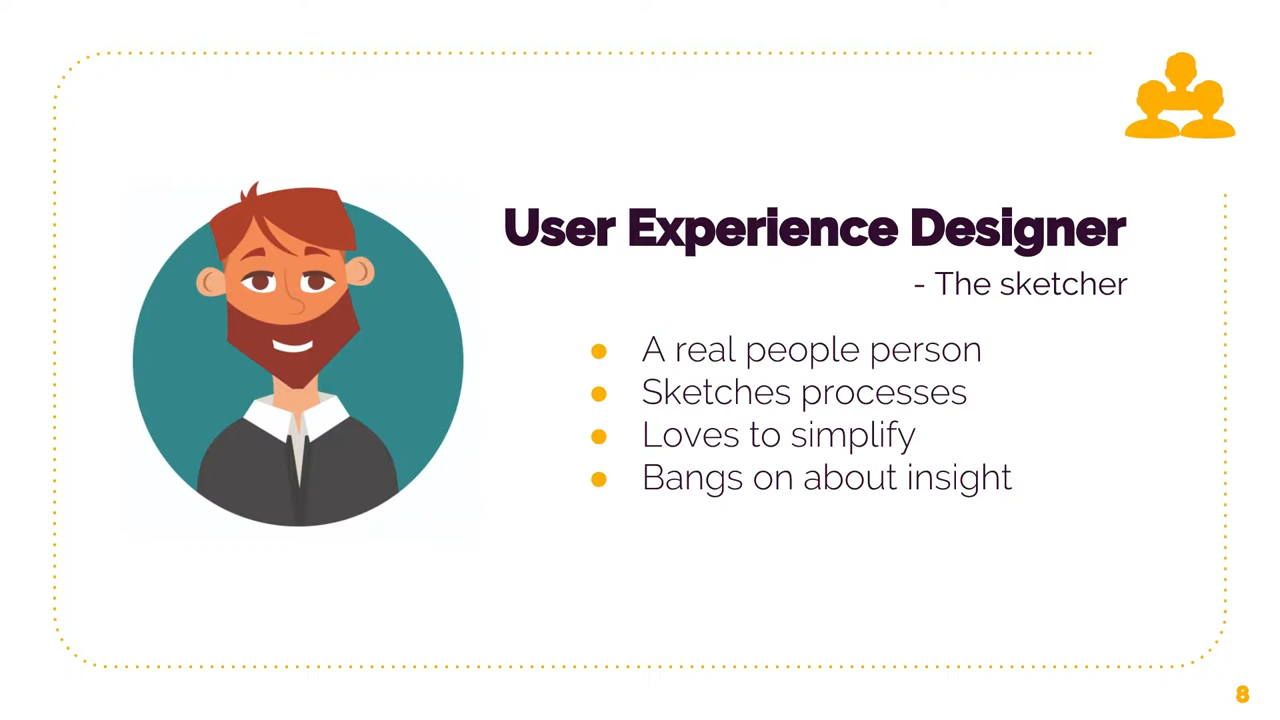 User Experience Designer
- The sketcher
● A real people person
● Sketches processes
● Loves to simplify
● Bangs on about insight
8